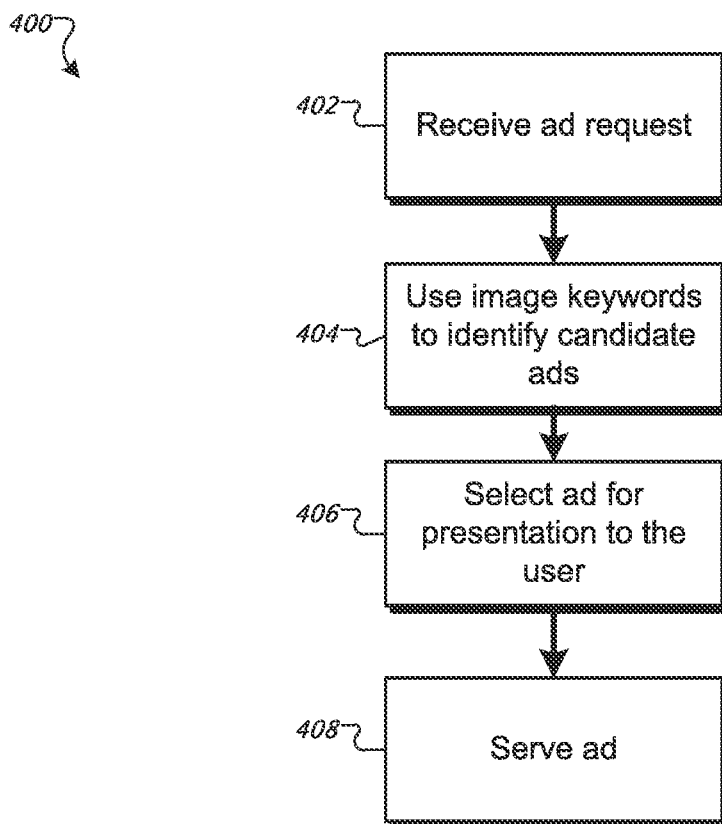 400
402
Receive ad request
404
Use image keywords
to identify candidate
ads
406
Select ad for
presentation to the
user
408
Serve ad